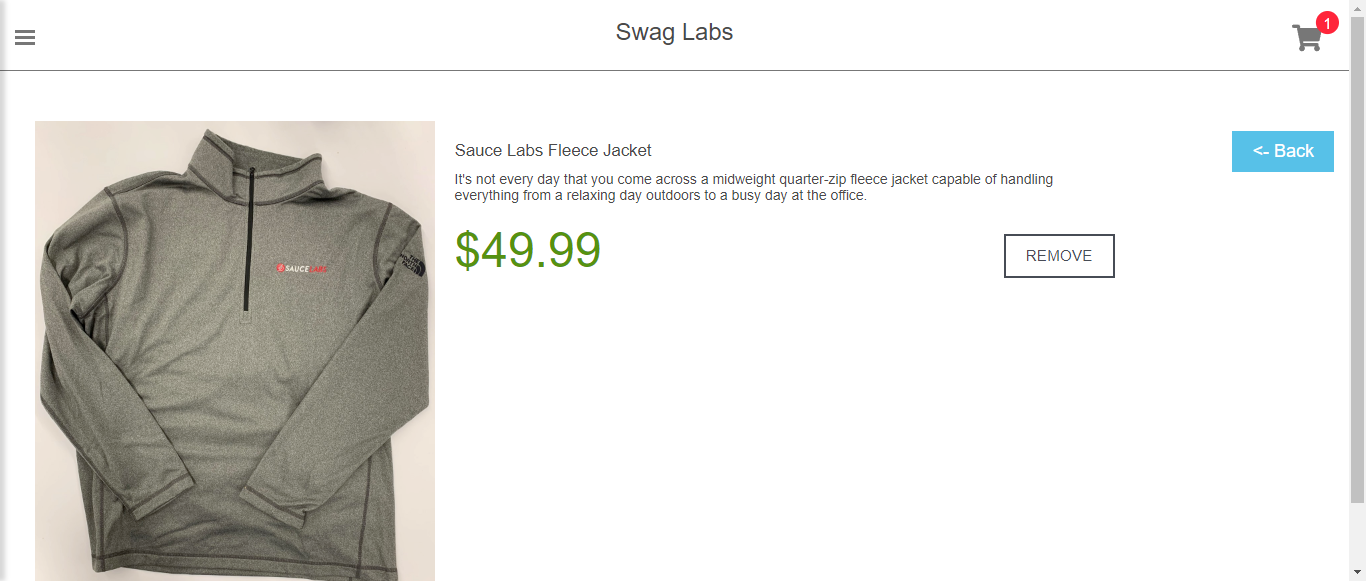 Swag Labs
1
Sauce Labs Fleece Jacket
<- Back
It's not every day that you come across a midweight quarter-zip fleece jacket capable of handling
everything from a relaxing day outdoors to a busy day at the office.
$49.99
REMOVE
SAUCELABS
THE
NORTH
FACE